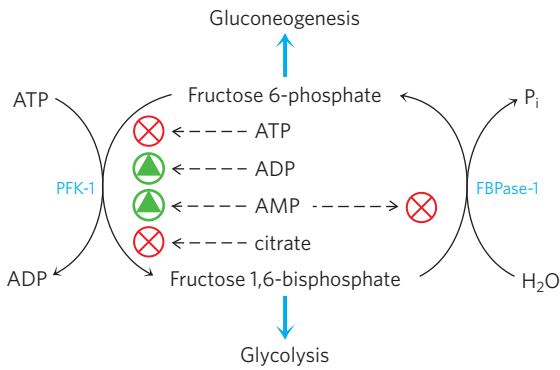 Gluconeogenesis
ATP
Fructose 6-phosphate
Pᵢ
ATP
ADP
PFK-1
FBPase-1
AMP
citrate
ADP
Fructose 1,6-bisphosphate
H₂O
Glycolysis